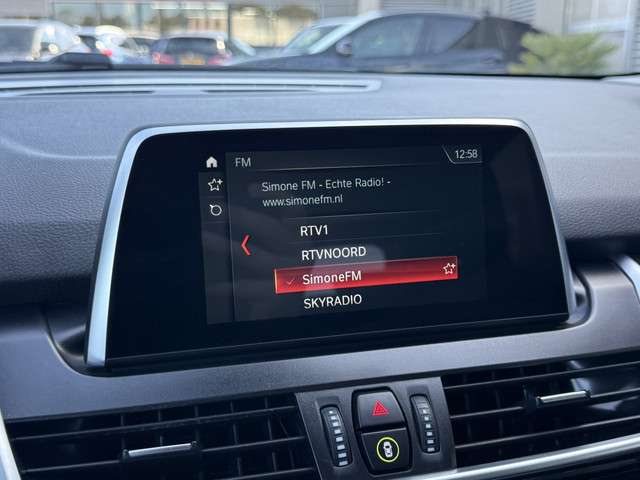 FM
12:58
Simone FM - Echte Radio! -
www.simonefm.nl
RTV1
RTVNOORD
SimoneFM
SKYRADIO